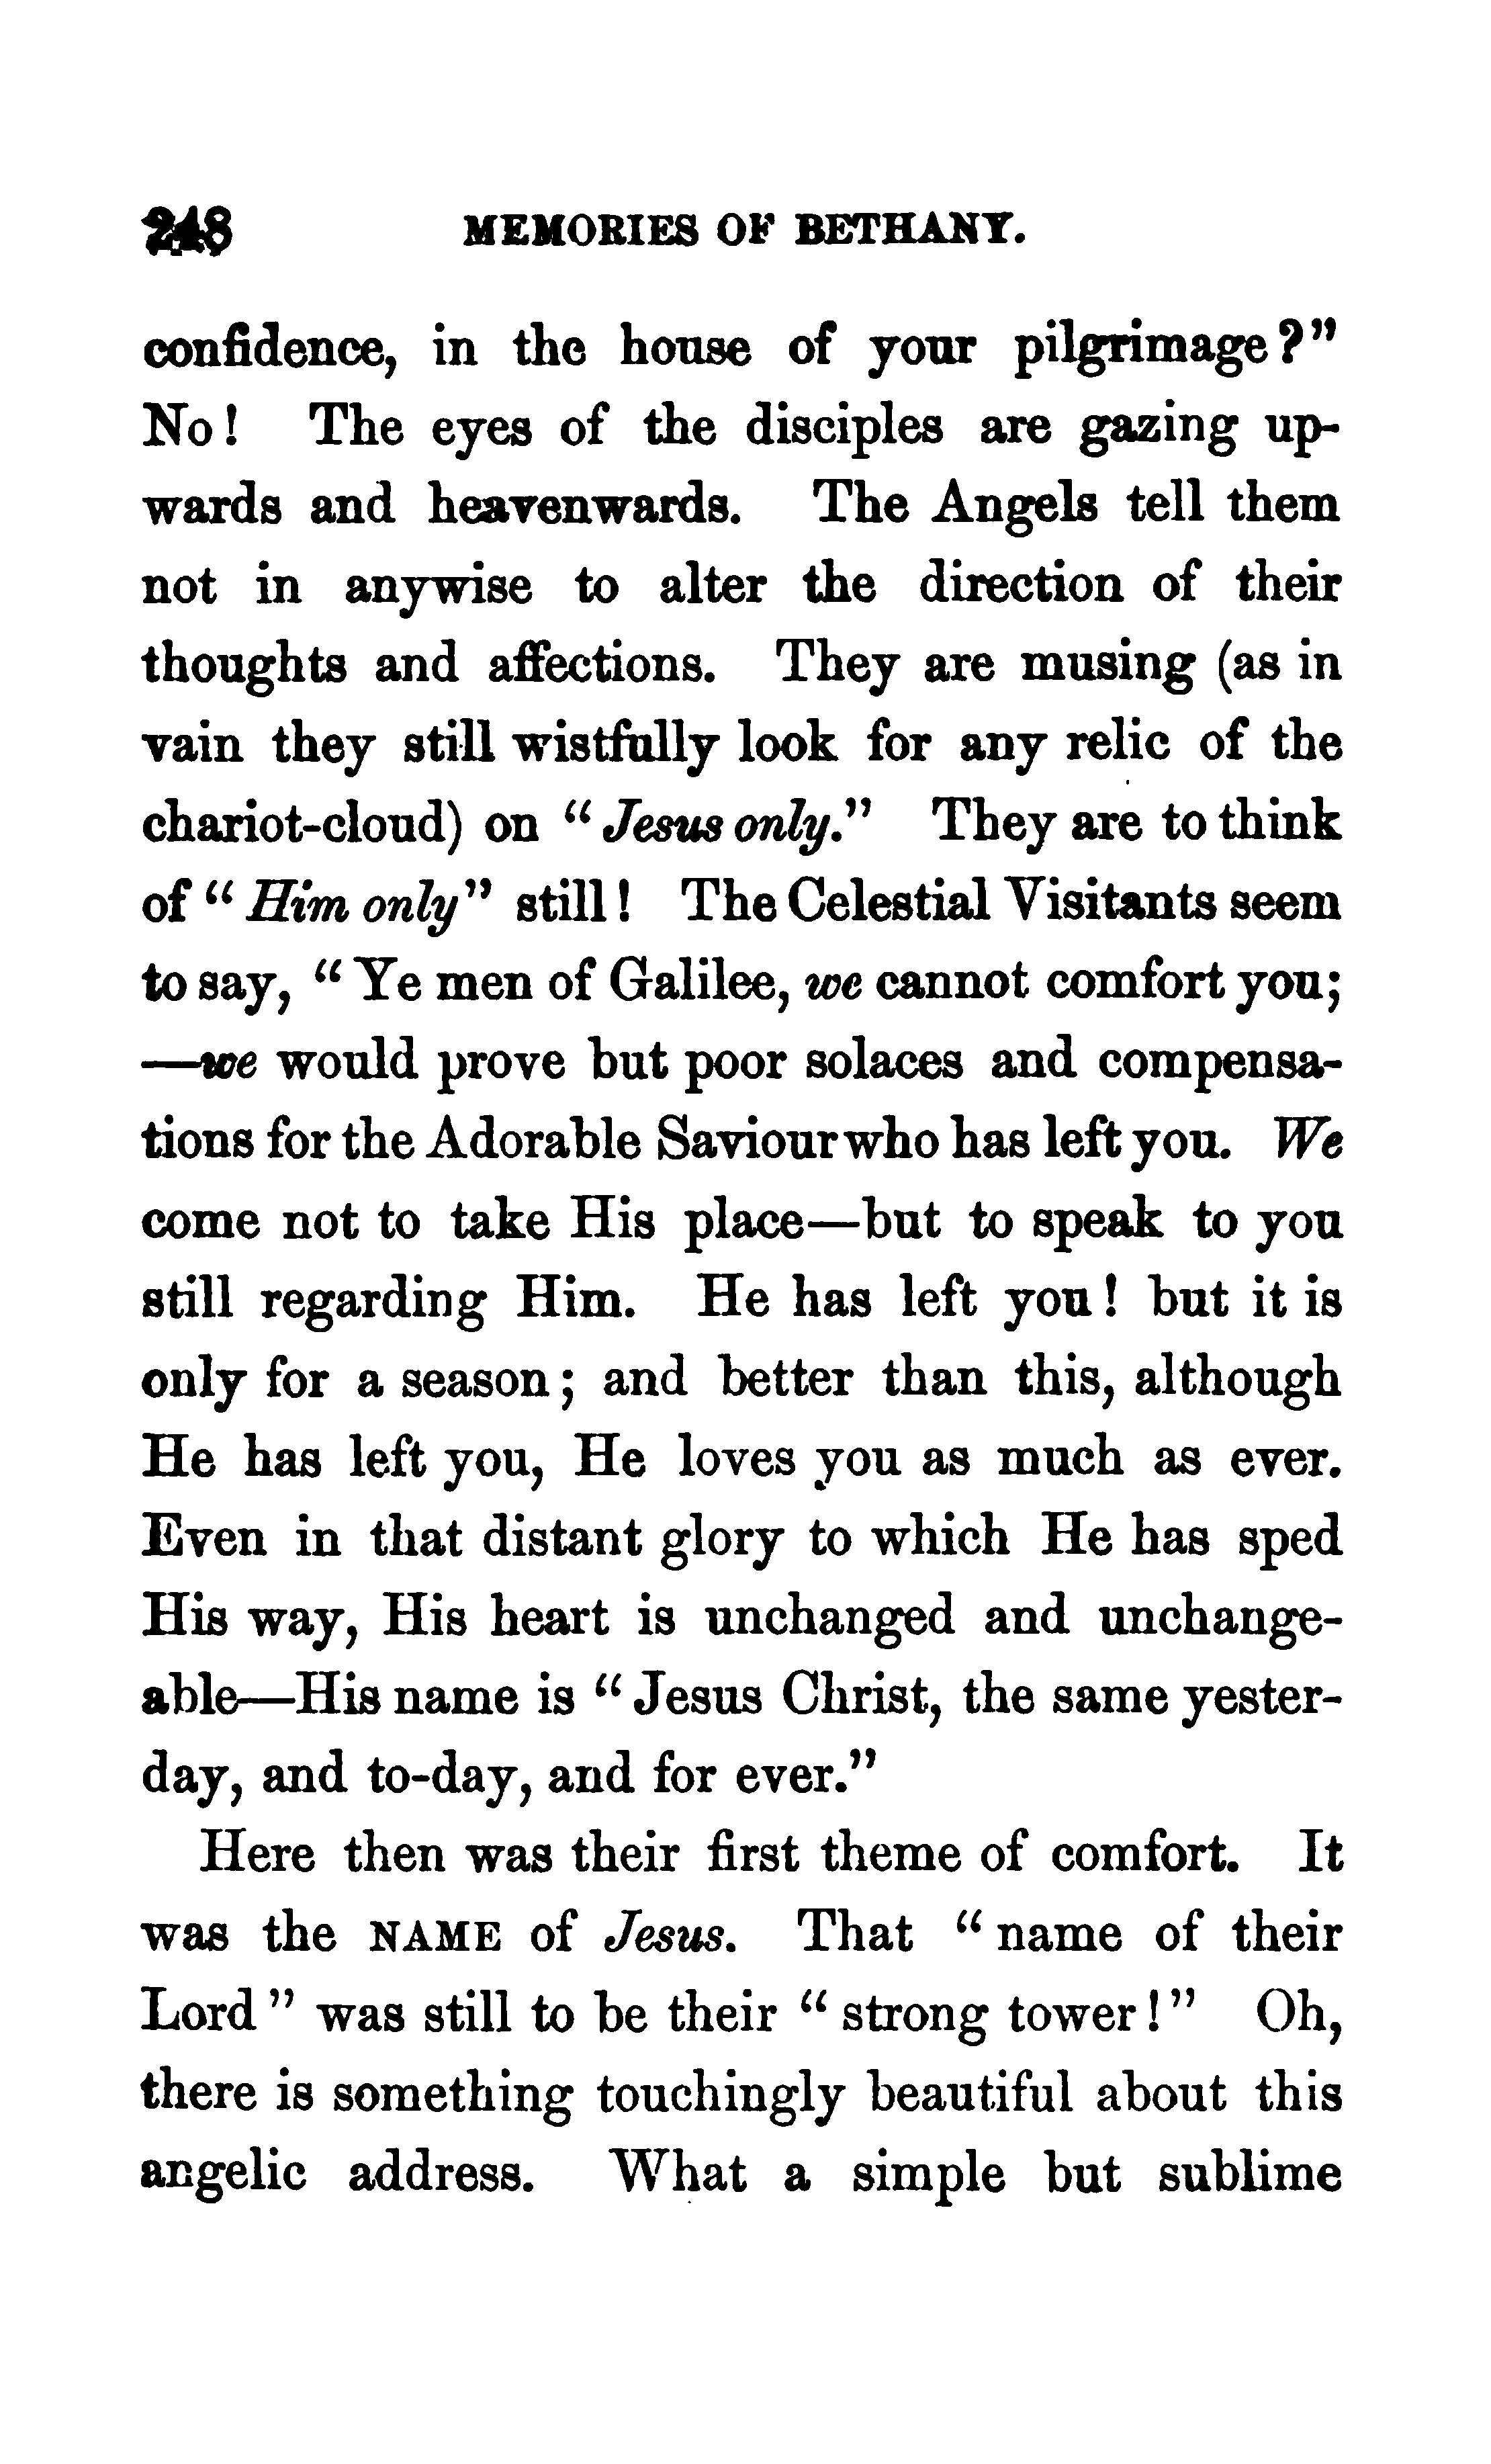 248 MEMORIES OF BETHANY.
confidence, in the house of your pilgrimage?”
No! The eyes of the disciples are gazing up-
wards and heavenwards. The Angels tell them
not in anywise to alter the direction of their
thoughts and affections. They are musing (as in
vain they still wistfully look for any relic of the
chariot-cloud) on “Jesus only.” They are to think
of “Him only” still! The Celestial Visitants seem
to say, “Ye men of Galilee, we cannot comfort you;
—we would prove but poor solaces and compensa-
tions for the Adorable Saviour who has left you. We
come not to take His place—but to speak to you
still regarding Him. He has left you! but it is
only for a season; and better than this, although
He has left you, He loves you as much as ever.
Even in that distant glory to which He has sped
His way, His heart is unchanged and unchange-
able—His name is “Jesus Christ, the same yester-
day, and to-day, and for ever.”
Here then was their first theme of comfort. It
was the NAME of Jesus. That “name of their
Lord” was still to be their “strong tower!” Oh,
there is something touchingly beautiful about this
angelic address. What a simple but sublime